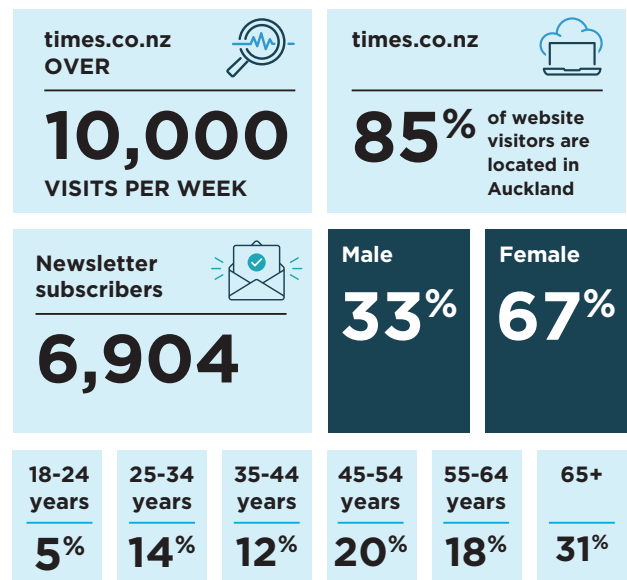 times.co.nz
OVER
10,000
VISITS PER WEEK
times.co.nz
85%
of website
visitors are
located in
Auckland
Newsletter
subscribers
6,904
Male
33%
Female
67%
18-24
years
5%
25-34
years
14%
35-44
years
12%
45-54
years
20%
55-64
years
18%
65+
31%